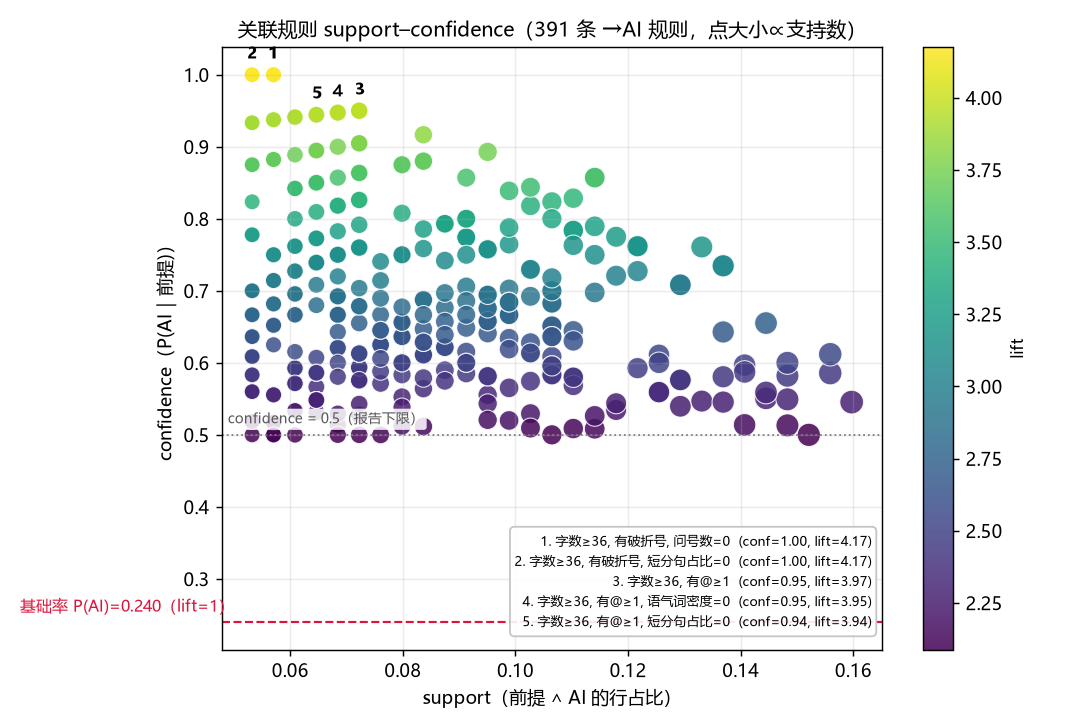 关联规则 support–confidence（391 条 →AI 规则，点大小∝支持数）
2 1
5 4 3
1.0
0.9
0.8
0.7
0.6
0.5
0.4
0.3
confidence（P(AI | 前提)）
confidence = 0.5（报告下限）
基础率 P(AI)=0.240（lift=1）
1. 字数≥36, 有破折号, 问号数=0  (conf=1.00, lift=4.17)
2. 字数≥36, 有破折号, 短分句占比=0  (conf=1.00, lift=4.17)
3. 字数≥36, 有@≥1  (conf=0.95, lift=3.97)
4. 字数≥36, 有@≥1, 语气词密度=0  (conf=0.95, lift=3.95)
5. 字数≥36, 有@≥1, 短分句占比=0  (conf=0.94, lift=3.94)
0.06 0.08 0.10 0.12 0.14 0.16
support（前提 ∧ AI 的行占比）
4.00
3.75
3.50
3.25
3.00
2.75
2.50
2.25
lift